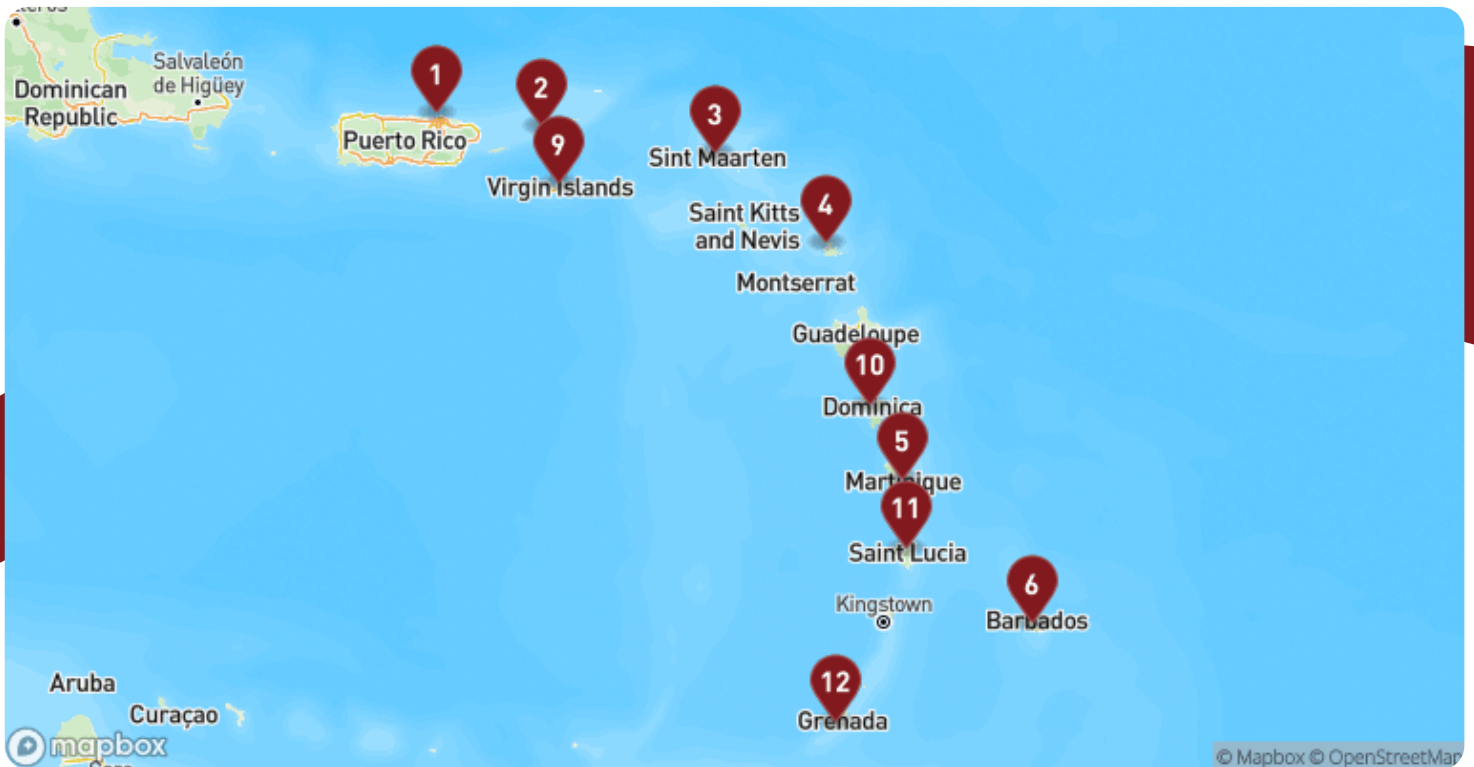 Salvaleón
de Higüey
Dominican
Republic
1
2
3
Puerto Rico
9
Sint Maarten
Virgin Islands
4
Saint Kitts
and Nevis
Montserrat
Guadeloupe
10
Dominica
5
Martinique
11
Saint Lucia
6
Kingstown
Barbados
12
Grenada
Aruba
Curaçao
mapbox
© Mapbox © OpenStreetMap